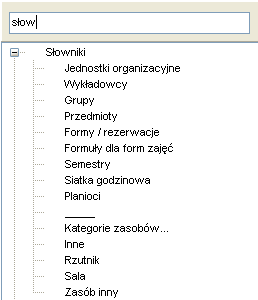 słow
Słowniki
Jednostki organizacyjne
Wykładowcy
Grupy
Przedmioty
Formy / rezerwacje
Formuły dla form zajęć
Semestry
Siatka godzinowa
Planiści
_____
Kategorie zasobów...
Inne
Rzutnik
Sala
Zasób inny